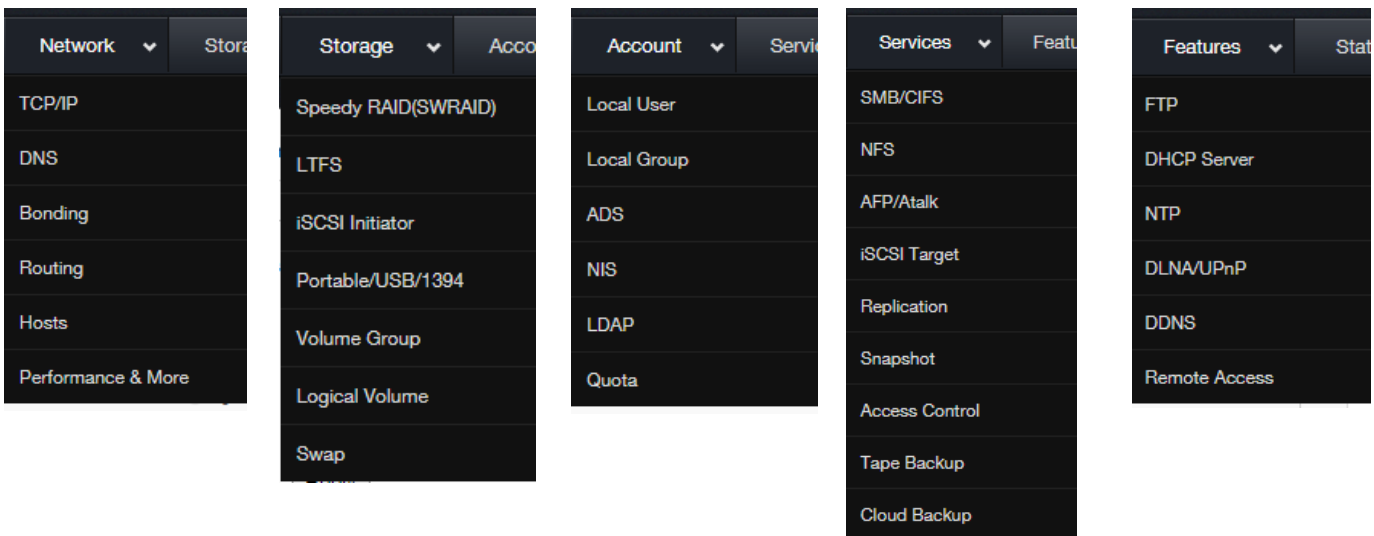 Network
Stora
TCP/IP
DNS
Bonding
Routing
Hosts
Performance & More
Storage
Acco
Speedy RAID(SWRAID)
LTFS
iSCSI Initiator
Portable/USB/1394
Volume Group
Logical Volume
Swap
Account
Servic
Local User
Local Group
ADS
NIS
LDAP
Quota
Services
Featu
SMB/CIFS
NFS
AFP/Atalk
iSCSI Target
Replication
Snapshot
Access Control
Tape Backup
Cloud Backup
Features
Stat
FTP
DHCP Server
NTP
DLNA/UPnP
DDNS
Remote Access